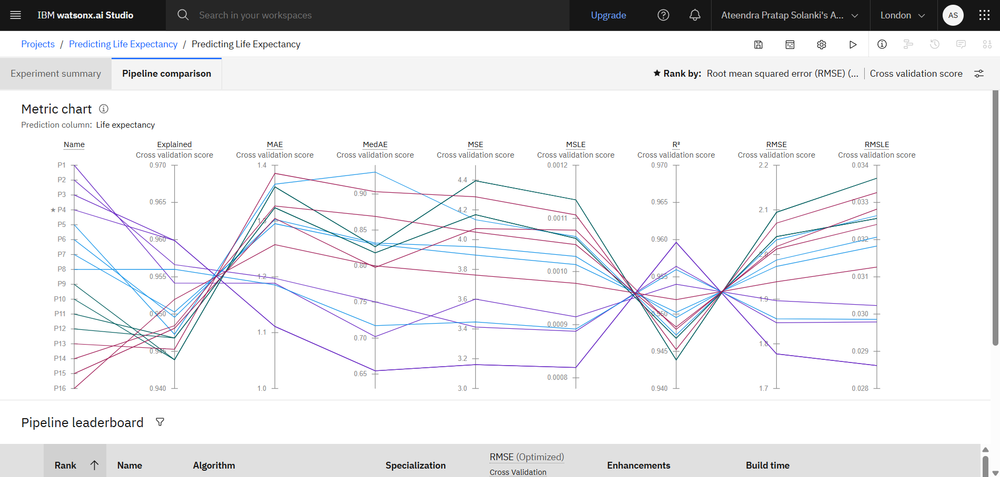 IBM watsonx.ai Studio
Search in your workspaces
Upgrade
Ateendra Pratap Solanki's A...
London
AS
Projects / Predicting Life Expectancy / Predicting Life Expectancy
Experiment summary
Pipeline comparison
★ Rank by: Root mean squared error (RMSE) (... | Cross validation score
Metric chart
Prediction column: Life expectancy
Name
Explained
Cross validation score
MAE
Cross validation score
MedAE
Cross validation score
MSE
Cross validation score
MSLE
Cross validation score
R²
Cross validation score
RMSE
Cross validation score
RMSLE
Cross validation score
P1
P2
P3
★ P4
P5
P6
P7
P8
P9
P10
P11
P12
P13
P14
P15
P16
0.970
0.965
0.960
0.955
0.950
0.945
0.940
1.4
1.3
1.2
1.1
1.0
0.90
0.85
0.80
0.75
0.70
0.65
4.4
4.2
4.0
3.8
3.6
3.4
3.2
3.0
0.0012
0.0011
0.0010
0.0009
0.0008
0.970
0.965
0.960
0.955
0.950
0.945
0.940
2.2
2.1
2.0
1.9
1.8
1.7
0.034
0.033
0.032
0.031
0.030
0.029
0.028
Pipeline leaderboard
Rank
Name
Algorithm
Specialization
RMSE (Optimized)
Cross Validation
Enhancements
Build time